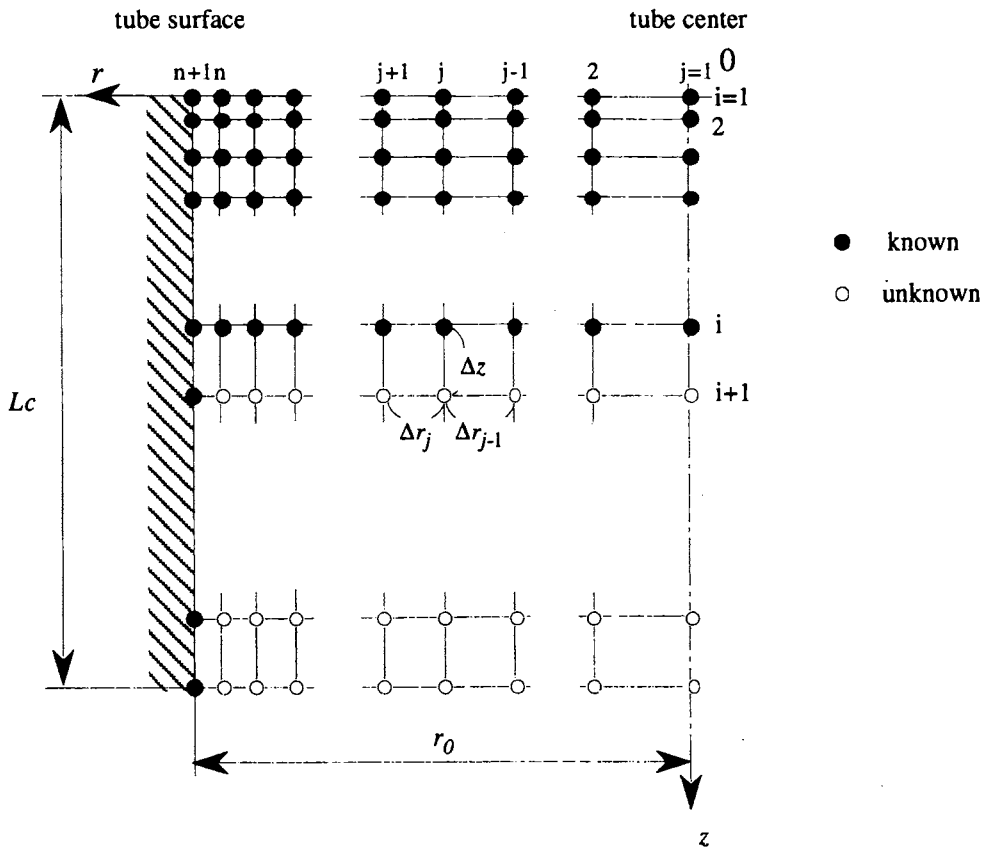 tube surface
tube center
n+1 n
j+1
j
j-1
2
j=1
0
r
i=1
2
known
unknown
i
Δz
i+1
Lc
Δrj
Δrj-1
r0
z